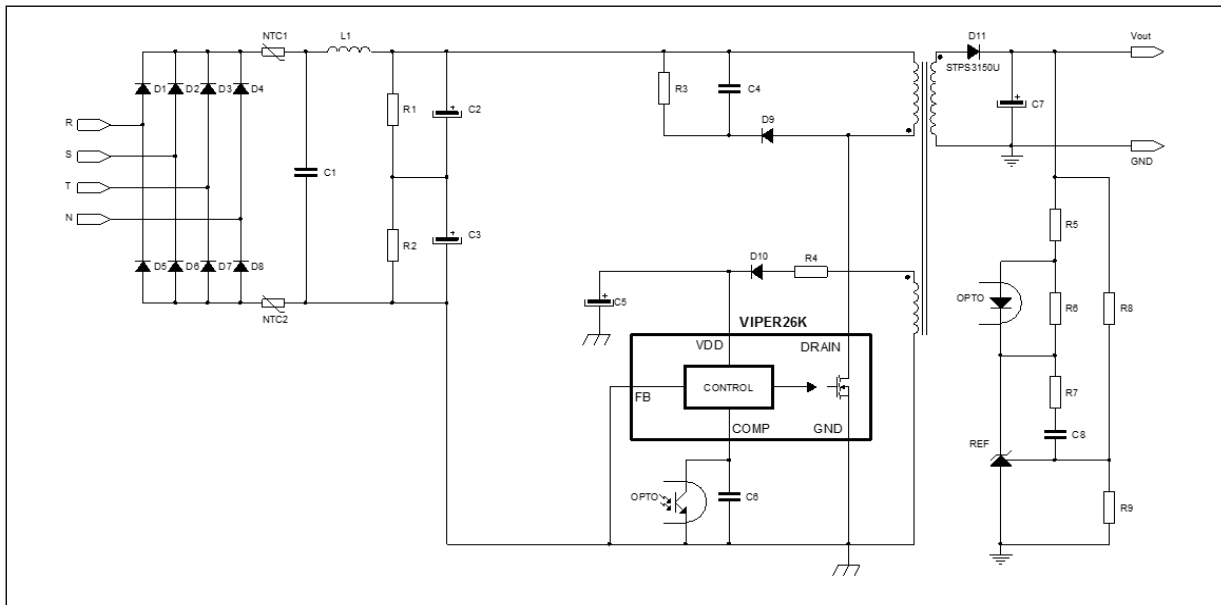 NTC1
L1
D11
Vout
STPS3150U
D1
D2
D3
D4
R3
C4
C7
R1
C2
R
D9
S
GND
C1
T
N
R5
R2
C3
D10
R4
D5
D6
D7
D8
OPTO
R6
R8
NTC2
C5
VIPER26K
VDD
DRAIN
CONTROL
FB
R7
COMP
GND
C8
REF
OPTO
C6
R9